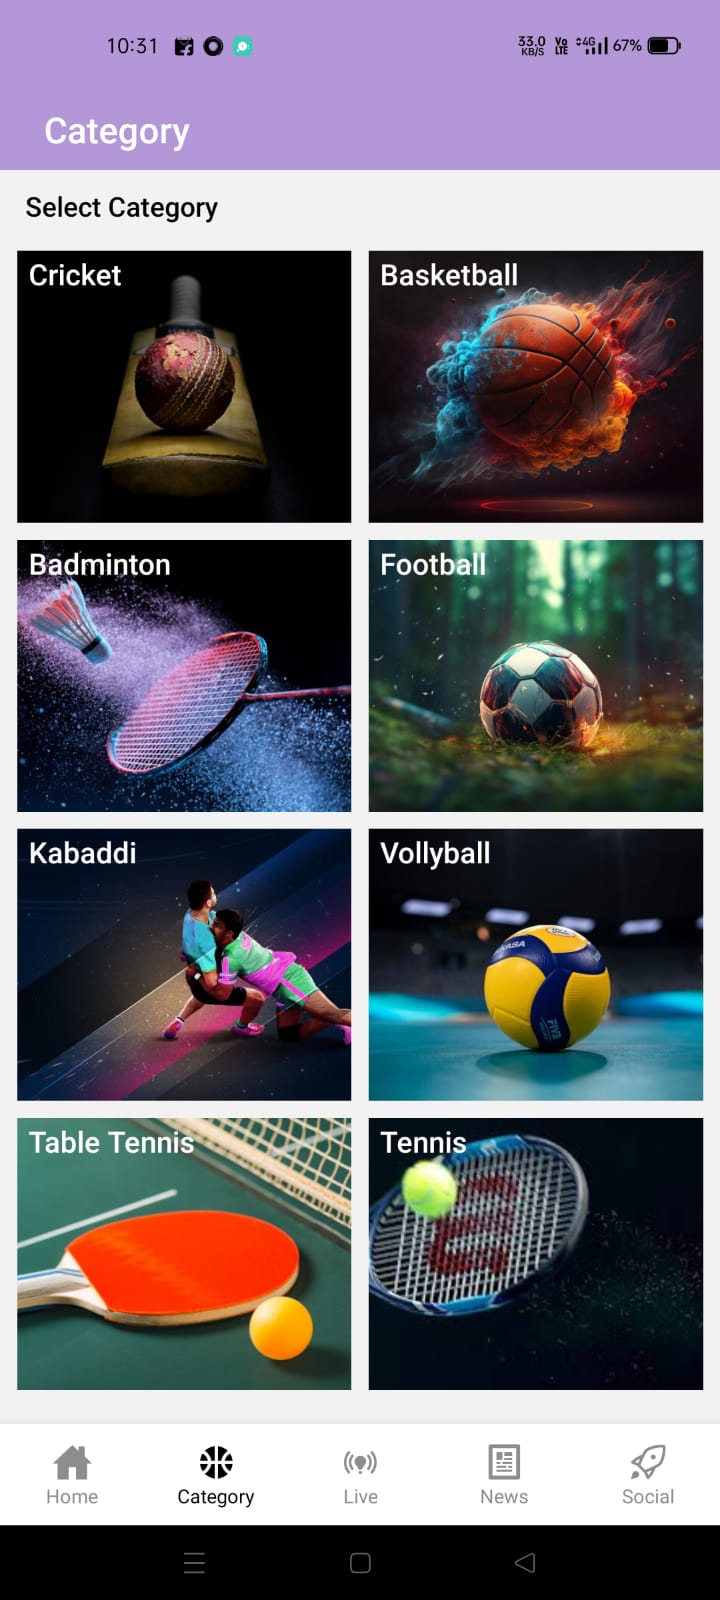 10:31
33.0 KB/S Vo LTE 4G 67%
Category
Select Category
Cricket
Basketball
Badminton
Football
Kabaddi
Vollyball
Table Tennis
Tennis
Home
Category
Live
News
Social